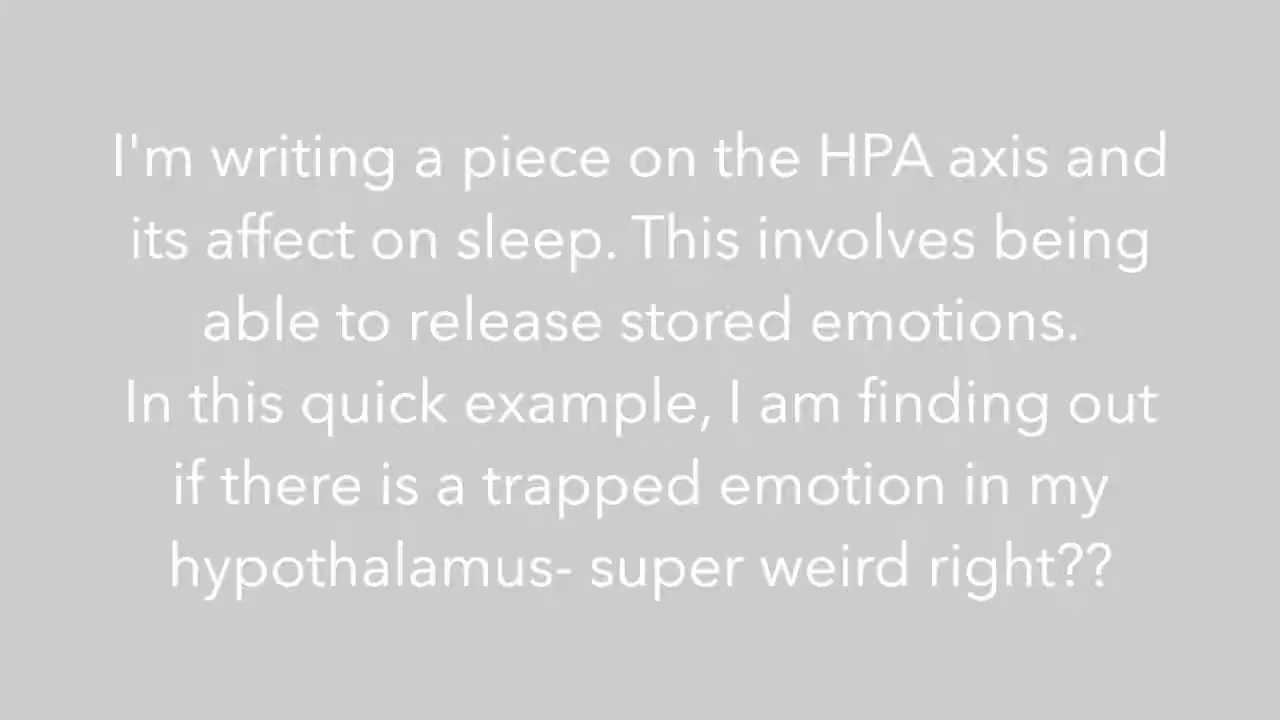 I'm writing a piece on the HPA axis and
its affect on sleep. This involves being
able to release stored emotions.
In this quick example, I am finding out
if there is a trapped emotion in my
hypothalamus- super weird right??